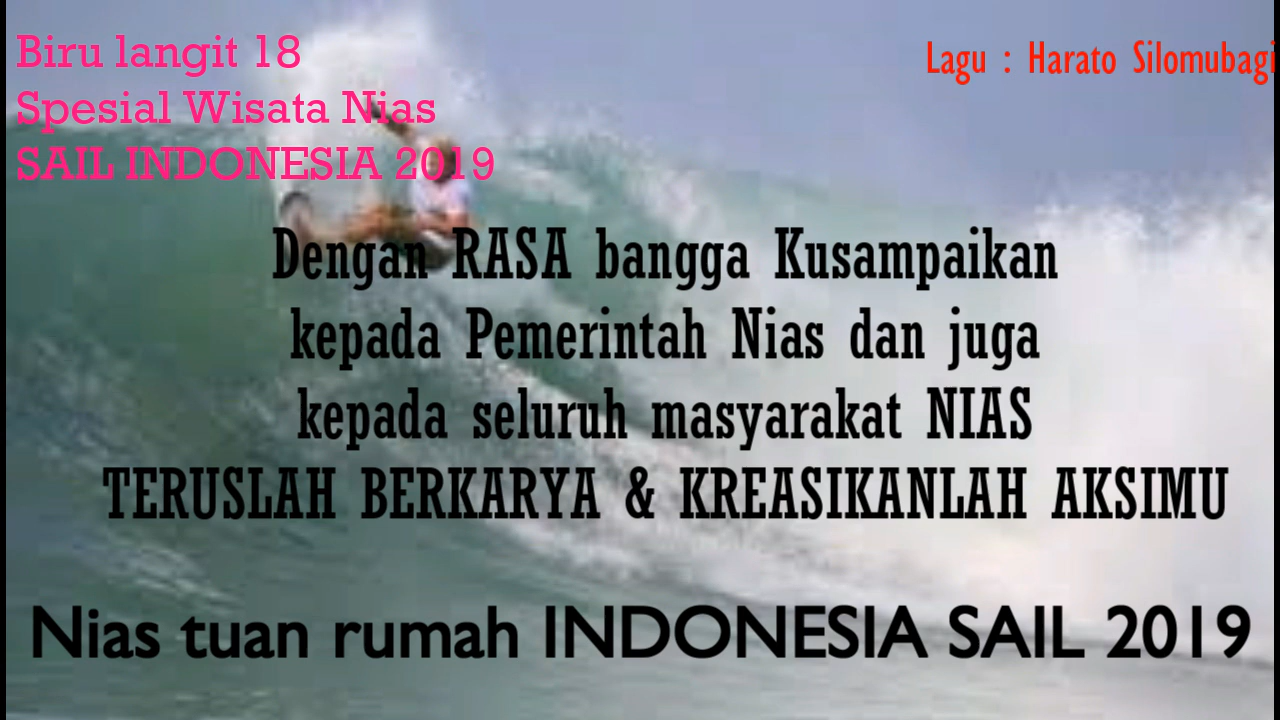 Biru langit 18
Spesial Wisata Nias
SAIL INDONESIA 2019
Lagu : Harato Silomubagi
Dengan RASA bangga Kusampaikan
kepada Pemerintah Nias dan juga
kepada seluruh masyarakat NIAS
TERUSLAH BERKARYA & KREASIKANLAH AKSIMU
Nias tuan rumah INDONESIA SAIL 2019